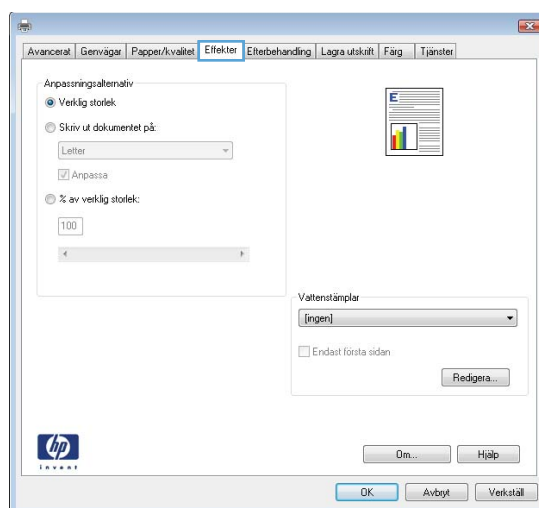 Avancerat Genvägar Papper/kvalitet Effekter Efterbehandling Lagra utskrift Färg Tjänster
Anpassningsalternativ
Verklig storlek
Skriv ut dokumentet på:
Letter
Anpassa
% av verklig storlek:
100
E
Vattenstämplar
[ingen]
Endast första sidan
Redigera...
hp
invent
Om... Hjälp
OK Avbryt Verkställ